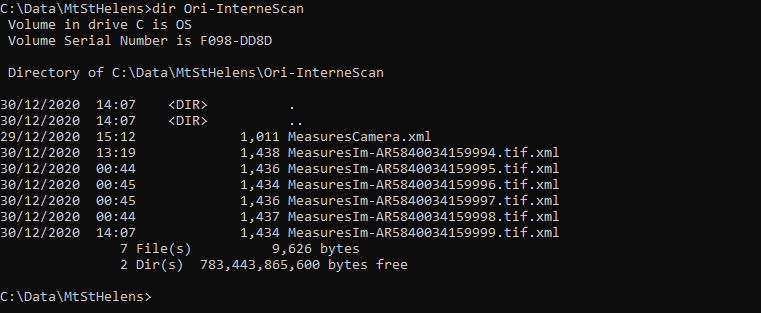 C:\Data\MtStHelens>dir Ori-InterneScan
 Volume in drive C is OS
 Volume Serial Number is F098-DD8D

 Directory of C:\Data\MtStHelens\Ori-InterneScan

30/12/2020  14:07    <DIR>          .
30/12/2020  14:07    <DIR>          ..
29/12/2020  15:12             1,011 MeasuresCamera.xml
30/12/2020  13:19             1,438 MeasuresIm-AR5840034159994.tif.xml
30/12/2020  00:44             1,436 MeasuresIm-AR5840034159995.tif.xml
30/12/2020  00:45             1,434 MeasuresIm-AR5840034159996.tif.xml
30/12/2020  00:45             1,436 MeasuresIm-AR5840034159997.tif.xml
30/12/2020  00:44             1,437 MeasuresIm-AR5840034159998.tif.xml
30/12/2020  14:07             1,434 MeasuresIm-AR5840034159999.tif.xml
               7 File(s)          9,626 bytes
               2 Dir(s)  783,443,865,600 bytes free

C:\Data\MtStHelens>